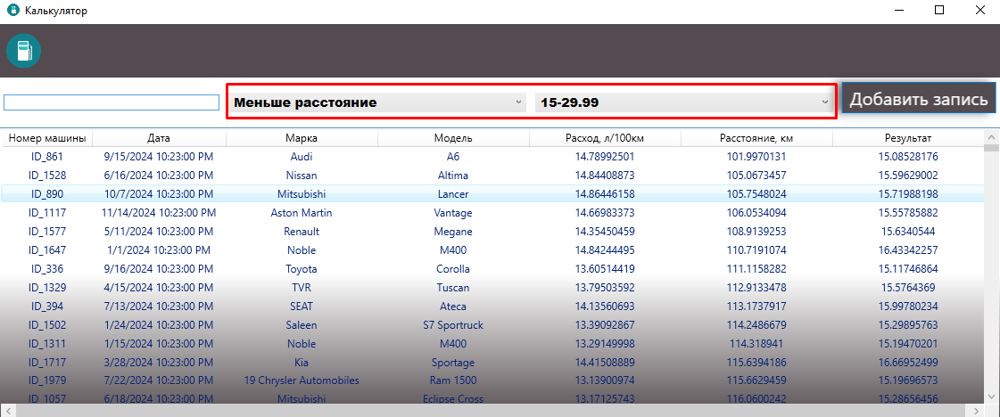 Калькулятор
Меньше расстояние 15-29.99 Добавить запись
Номер машины Дата Марка Модель Расход, л/100км Расстояние, км Результат
ID_861 9/15/2024 10:23:00 PM Audi A6 14.78992501 101.9970131 15.08528176
ID_1528 6/16/2024 10:23:00 PM Nissan Altima 14.84408873 105.0673457 15.59629002
ID_890 10/7/2024 10:23:00 PM Mitsubishi Lancer 14.86446158 105.7548024 15.71988198
ID_1117 11/14/2024 10:23:00 PM Aston Martin Vantage 14.66983373 106.0534094 15.55785882
ID_1577 5/11/2024 10:23:00 PM Renault Megane 14.35450459 108.9139253 15.6340544
ID_1647 1/1/2024 10:23:00 PM Noble M400 14.84244495 110.7191074 16.43342257
ID_336 9/16/2024 10:23:00 PM Toyota Corolla 13.60514419 111.1158282 15.11746864
ID_1329 4/15/2024 10:23:00 PM TVR Tuscan 13.79503592 112.9133478 15.5764369
ID_394 7/13/2024 10:23:00 PM SEAT Ateca 14.13560693 113.1737917 15.99780234
ID_1502 1/24/2024 10:23:00 PM Saleen S7 Sportruck 13.39092867 114.2486679 15.29895763
ID_1311 1/15/2024 10:23:00 PM Noble M400 13.29149998 114.318941 15.19470201
ID_1717 3/28/2024 10:23:00 PM Kia Sportage 14.41508889 115.6394186 16.66952499
ID_1979 7/22/2024 10:23:00 PM 19 Chrysler Automobiles Ram 1500 13.13900974 115.6629459 15.19696573
ID_1057 6/18/2024 10:23:00 PM Mitsubishi Eclipse Cross 13.17125743 116.0600242 15.28656456